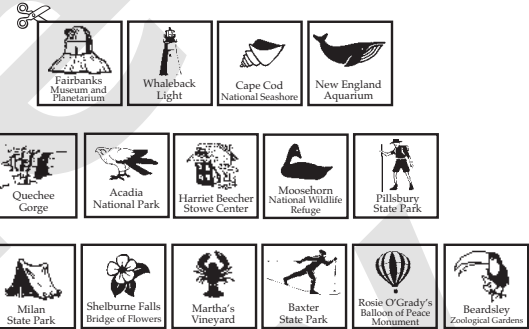 Fairbanks
Museum and
Planetarium
Whaleback
Light
Cape Cod
National Seashore
New England
Aquarium
Quechee
Gorge
Acadia
National Park
Harriet Beecher
Stowe Center
Moosehorn
National Wildlife
Refuge
Pillsbury
State Park
Milan
State Park
Shelburne Falls
Bridge of Flowers
Martha's
Vineyard
Baxter
State Park
Rosie O'Grady's
Balloon of Peace
Monument
Beardsley
Zoological Gardens